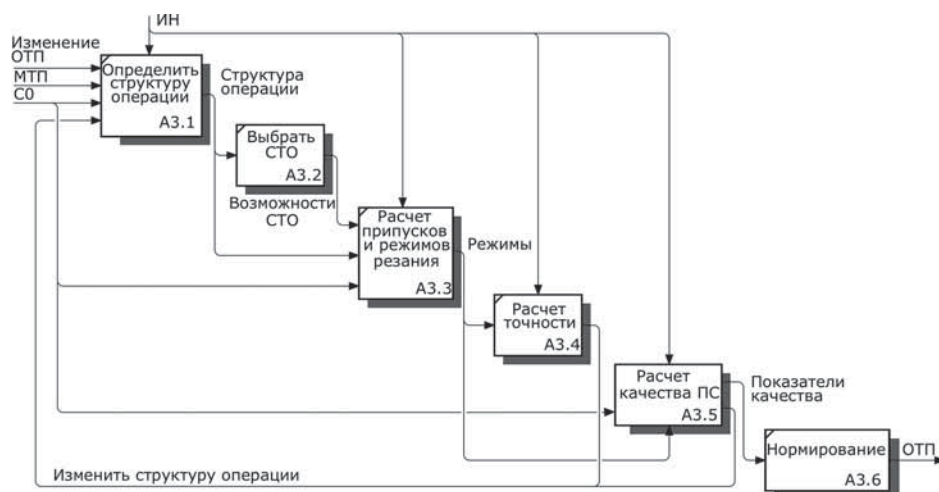 ИН
Изменение
ОТП
МТП
С0
Определить
структуру
операции
А3.1
Структура
операции
Выбрать
СТО
А3.2
Возможности
СТО
Расчет
припусков
и режимов
резания
А3.3
Режимы
Расчет
точности
А3.4
Расчет
качества ПС
А3.5
Показатели
качества
Нормирование
А3.6
ОТП
Изменить структуру операции